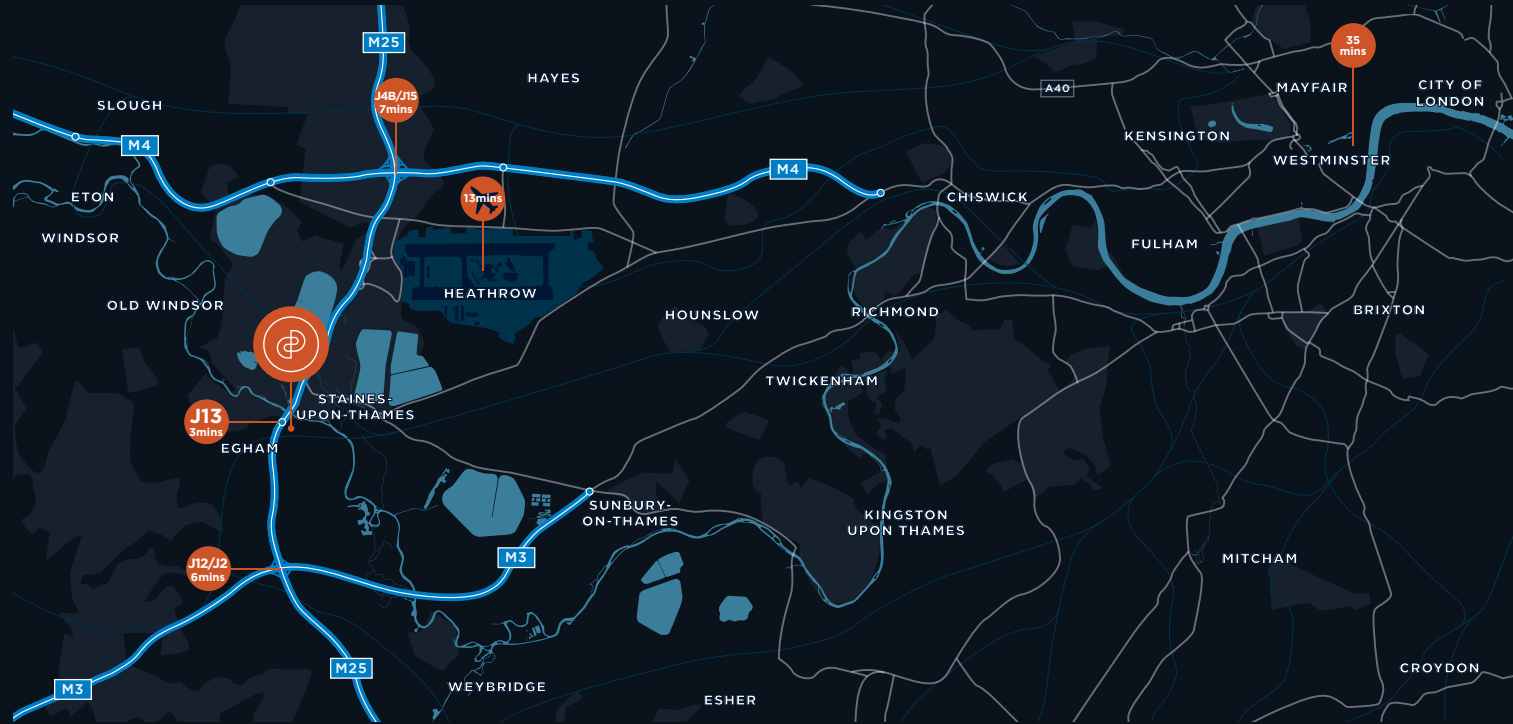 M25
35
mins
HAYES
MAYFAIR
CITY OF
LONDON
A40
J4B/J15
7mins
SLOUGH
KENSINGTON
M4
WESTMINSTER
M4
ETON
13mins
CHISWICK
WINDSOR
FULHAM
HEATHROW
OLD WINDSOR
HOUNSLOW
RICHMOND
BRIXTON
TWICKENHAM
STAINES-
UPON-THAMES
J13
3mins
EGHAM
SUNBURY-
ON-THAMES
KINGSTON
UPON THAMES
M3
MITCHAM
J12/J2
6mins
M25
CROYDON
M3
WEYBRIDGE
ESHER